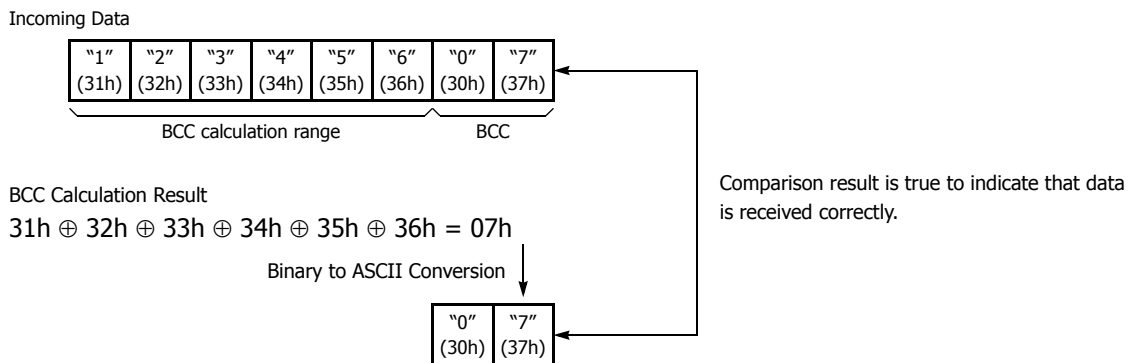 Incoming Data
“1” “2” “3” “4” “5” “6” “0” “7”
(31h) (32h) (33h) (34h) (35h) (36h) (30h) (37h)
BCC calculation range BCC
BCC Calculation Result
31h ⊕ 32h ⊕ 33h ⊕ 34h ⊕ 35h ⊕ 36h = 07h
Binary to ASCII Conversion
“0” “7”
(30h) (37h)
Comparison result is true to indicate that data
is received correctly.